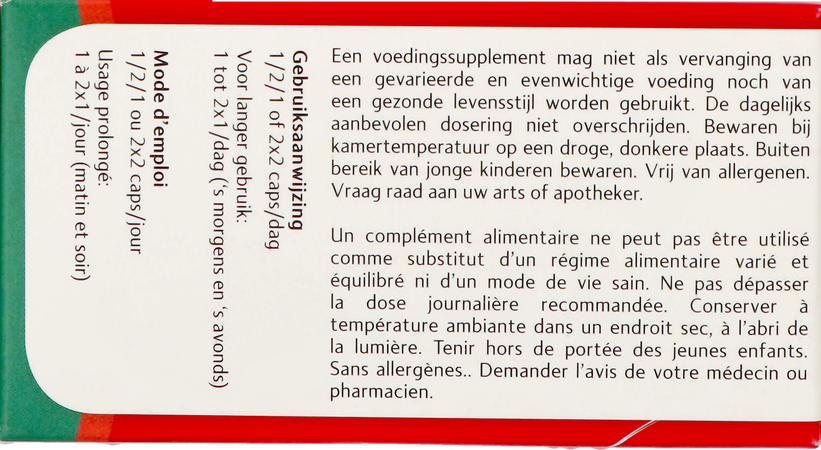 Gebruiksaanwijzing
1/2/1 of 2x2 caps/dag
Voor langer gebruik:
1 tot 2x1/dag ('s morgens en 's avonds)
Mode d'emploi
1/2/1 ou 2x2 caps/jour
Usage prolongé:
1 à 2x1/jour (matin et soir)
Een voedingssupplement mag niet als vervanging van
een gevarieerde en evenwichtige voeding noch van
een gezonde levensstijl worden gebruikt. De dagelijks
aanbevolen dosering niet overschrijden. Bewaren bij
kamertemperatuur op een droge, donkere plaats. Buiten
bereik van jonge kinderen bewaren. Vrij van allergenen.
Vraag raad aan uw arts of apotheker.
Un complément alimentaire ne peut pas être utilisé
comme substitut d'un régime alimentaire varié et
équilibré ni d'un mode de vie sain. Ne pas dépasser
la dose journalière recommandée. Conserver à
température ambiante dans un endroit sec, à l'abri de
la lumière. Tenir hors de portée des jeunes enfants.
Sans allergènes.. Demander l'avis de votre médecin ou
pharmacien.